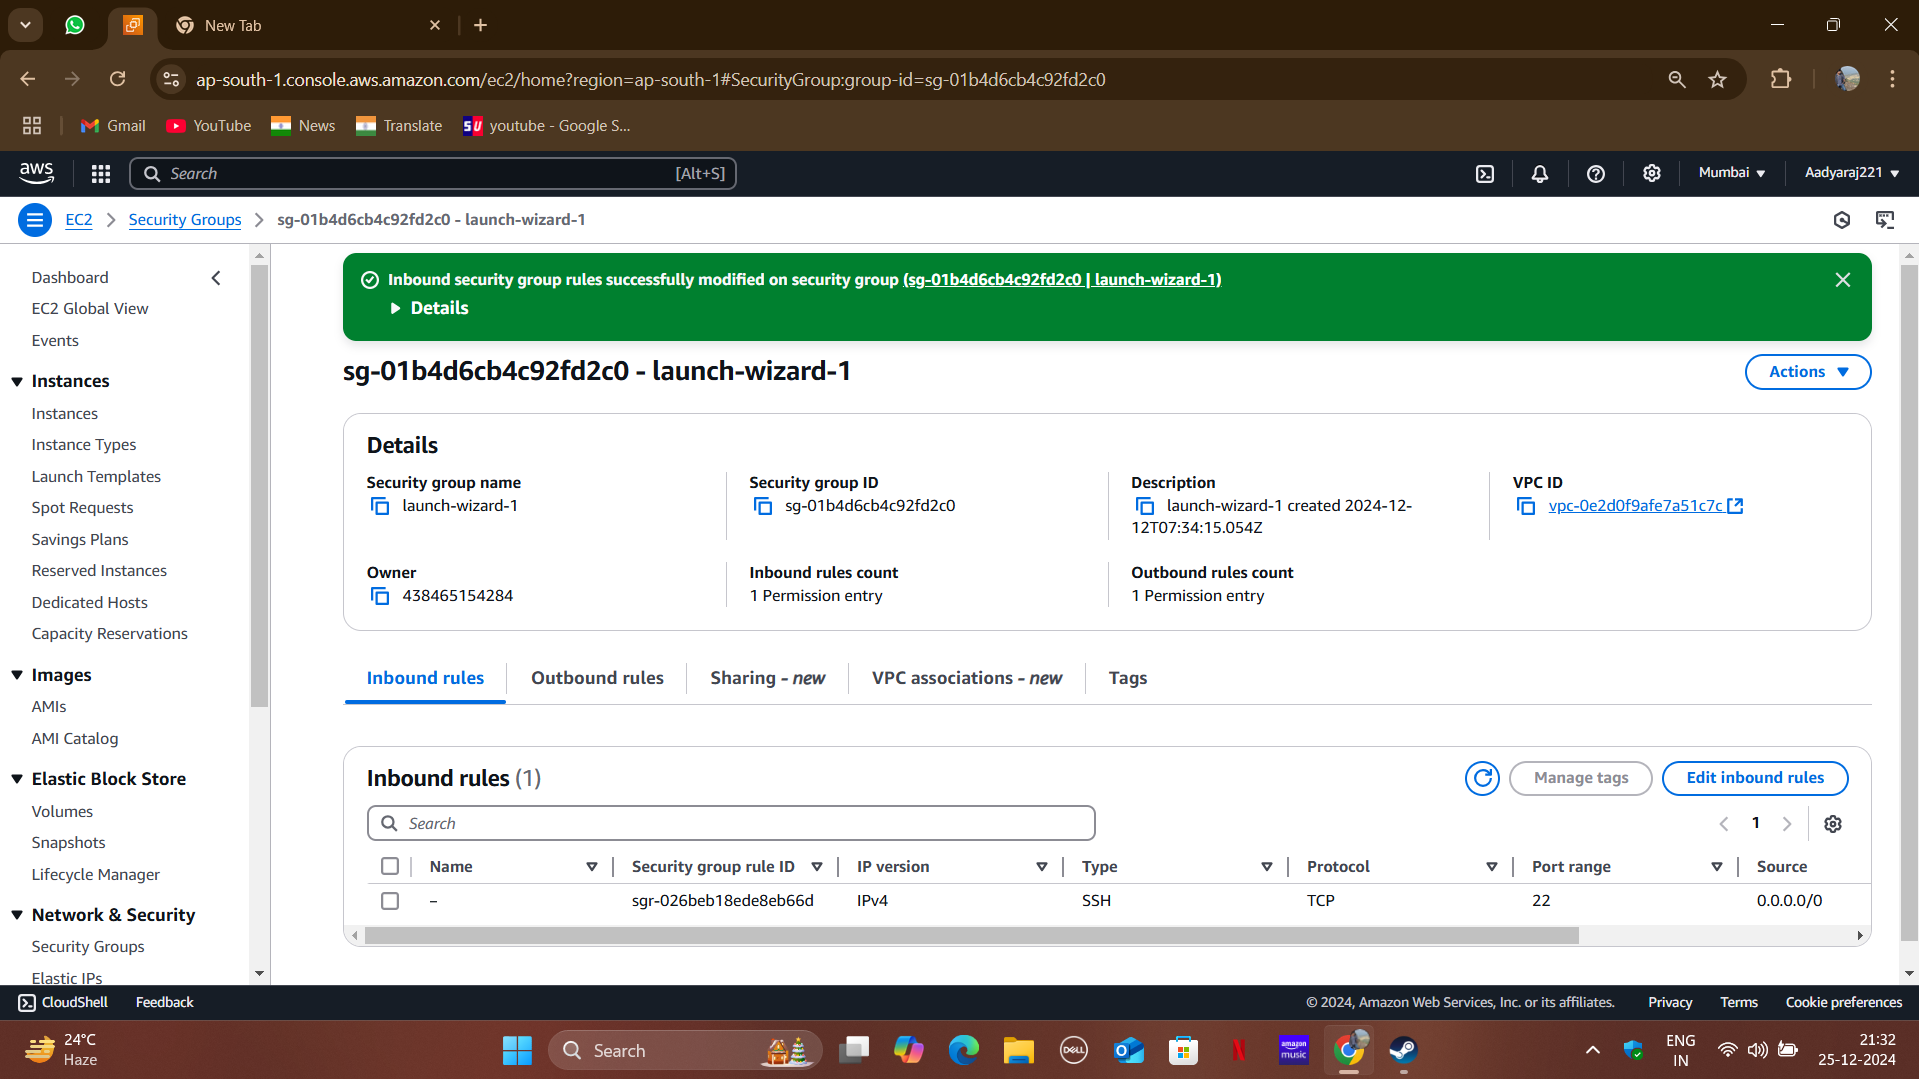 New Tab
ap-south-1.console.aws.amazon.com/ec2/home?region=ap-south-1#SecurityGroup:group-id=sg-01b4d6cb4c92fd2c0
Gmail YouTube News Translate SU youtube - Google S...
aws Search [Alt+S] Mumbai Aadyaraj221
EC2 Security Groups sg-01b4d6cb4c92fd2c0 - launch-wizard-1
Dashboard
EC2 Global View
Events
Instances
Instances
Instance Types
Launch Templates
Spot Requests
Savings Plans
Reserved Instances
Dedicated Hosts
Capacity Reservations
Images
AMIs
AMI Catalog
Elastic Block Store
Volumes
Snapshots
Lifecycle Manager
Network & Security
Security Groups
Elastic IPs
Inbound security group rules successfully modified on security group (sg-01b4d6cb4c92fd2c0 | launch-wizard-1)
Details
sg-01b4d6cb4c92fd2c0 - launch-wizard-1
Actions
Details
Security group name
launch-wizard-1
Security group ID
sg-01b4d6cb4c92fd2c0
Description
launch-wizard-1 created 2024-12-
12T07:34:15.054Z
VPC ID
vpc-0e2d0f9afe7a51c7c
Owner
438465154284
Inbound rules count
1 Permission entry
Outbound rules count
1 Permission entry
Inbound rules Outbound rules Sharing - new VPC associations - new Tags
Inbound rules (1)
Manage tags Edit inbound rules
Search
1
Name Security group rule ID IP version Type Protocol Port range Source
– sgr-026beb18ede8eb66d IPv4 SSH TCP 22 0.0.0.0/0
CloudShell Feedback © 2024, Amazon Web Services, Inc. or its affiliates. Privacy Terms Cookie preferences
24°C
Haze
Search
DELL
amazon
music
ENG
IN
21:32
25-12-2024